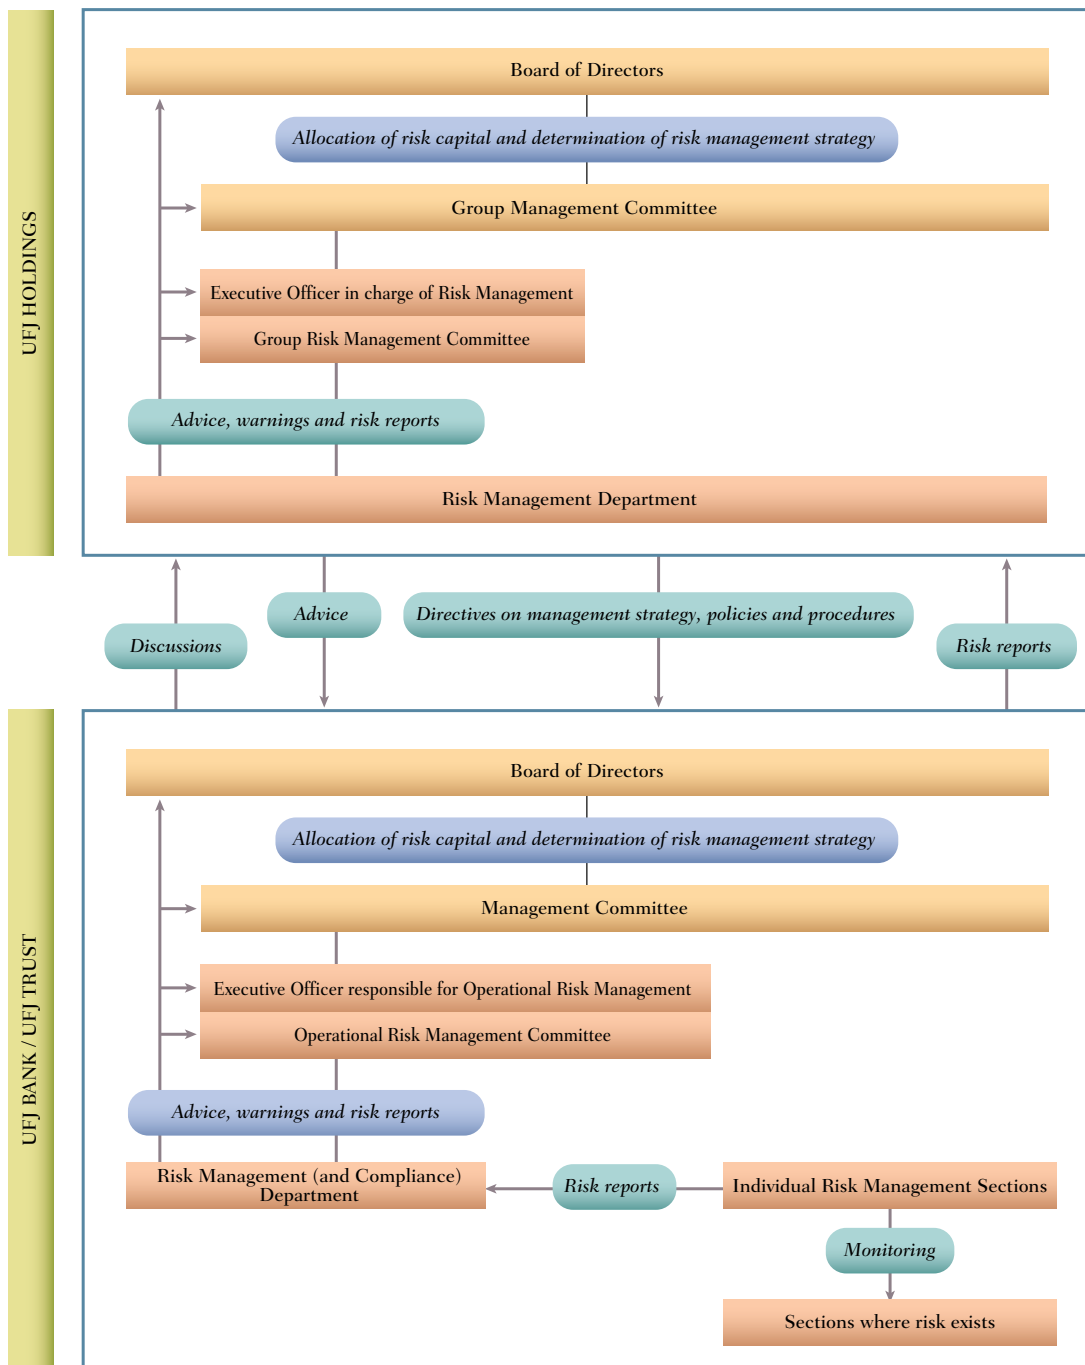 UFJ HOLDINGS
Board of Directors
Allocation of risk capital and determination of risk management strategy
Group Management Committee
Executive Officer in charge of Risk Management
Group Risk Management Committee
Advice, warnings and risk reports
Risk Management Department
Discussions
Advice
Directives on management strategy, policies and procedures
Risk reports
UFJ BANK / UFJ TRUST
Board of Directors
Allocation of risk capital and determination of risk management strategy
Management Committee
Executive Officer responsible for Operational Risk Management
Operational Risk Management Committee
Advice, warnings and risk reports
Risk Management (and Compliance)
Department
Risk reports
Individual Risk Management Sections
Monitoring
Sections where risk exists